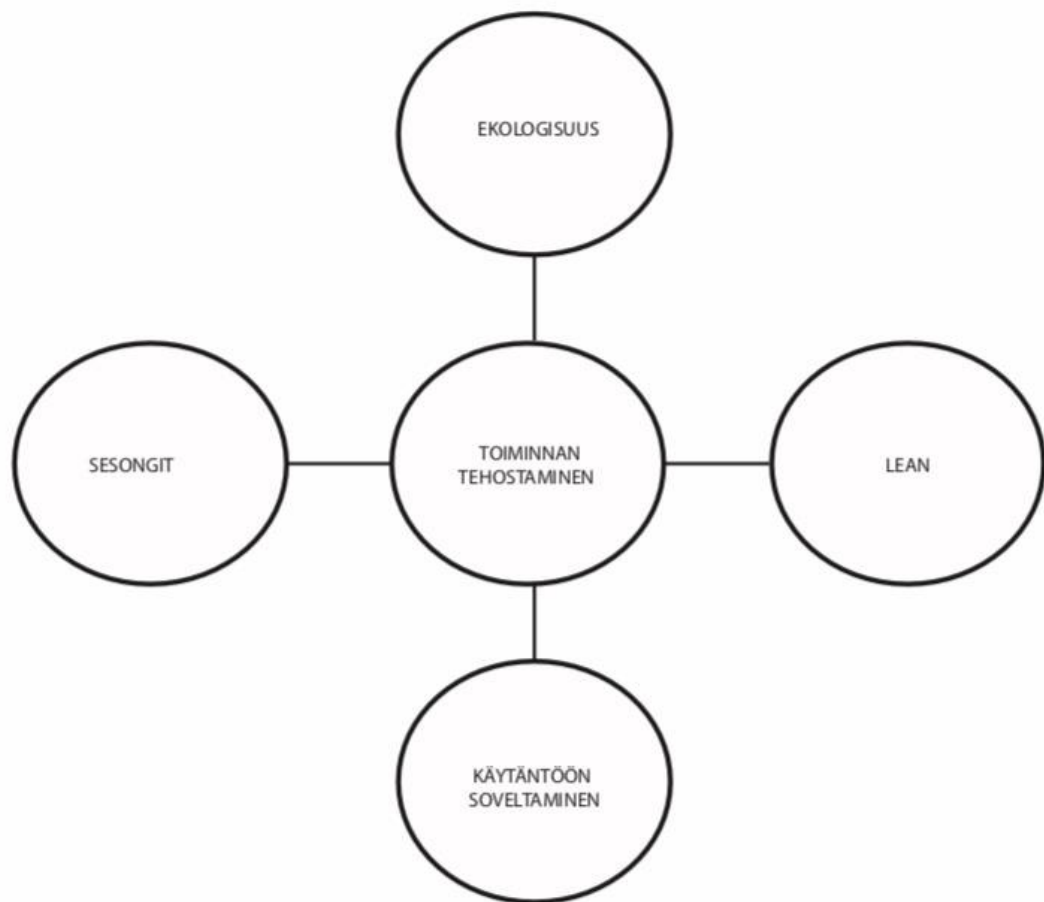 EKOLOGISUUS
SESONGIT
TOIMINNAN
TEHOSTAMINEN
LEAN
KÄYTÄNTÖÖN
SOVELTAMINEN